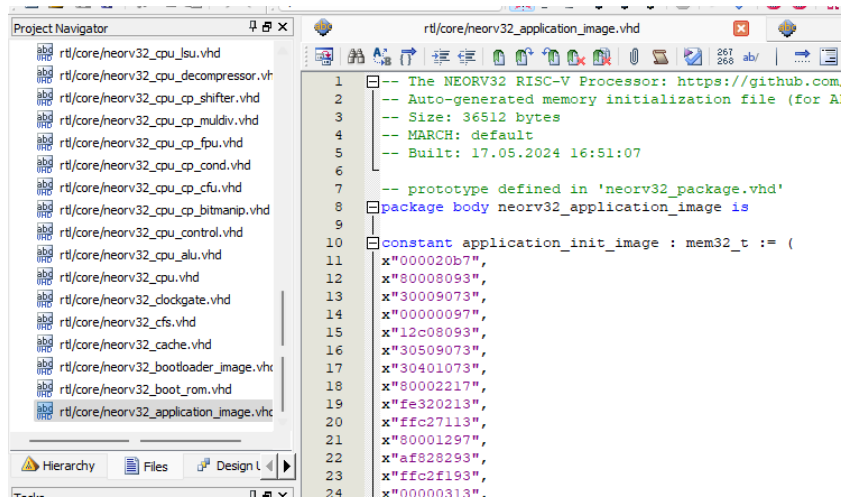 Project Navigator
rtl/core/neorv32_cpu_lsu.vhd
rtl/core/neorv32_cpu_decompressor.vh
rtl/core/neorv32_cpu_cp_shifter.vhd
rtl/core/neorv32_cpu_cp_muldiv.vhd
rtl/core/neorv32_cpu_cp_fpu.vhd
rtl/core/neorv32_cpu_cp_cond.vhd
rtl/core/neorv32_cpu_cp_cfu.vhd
rtl/core/neorv32_cpu_cp_bitmanip.vhd
rtl/core/neorv32_cpu_control.vhd
rtl/core/neorv32_cpu_alu.vhd
rtl/core/neorv32_cpu.vhd
rtl/core/neorv32_clockgate.vhd
rtl/core/neorv32_cfs.vhd
rtl/core/neorv32_cache.vhd
rtl/core/neorv32_bootloader_image.vhd
rtl/core/neorv32_boot_rom.vhd
rtl/core/neorv32_application_image.vhd
Hierarchy
Files
Design U
Tasks
rtl/core/neorv32_application_image.vhd
267
268
ab/
1 -- The NEORV32 RISC-V Processor: https://github.com/
2 -- Auto-generated memory initialization file (for A
3 -- Size: 36512 bytes
4 -- MARCH: default
5 -- Built: 17.05.2024 16:51:07
6
7 -- prototype defined in 'neorv32_package.vhd'
8 package body neorv32_application_image is
9
10 constant application_init_image : mem32_t := (
11 x"000020b7",
12 x"80008093",
13 x"30009073",
14 x"00000097",
15 x"12c08093",
16 x"30509073",
17 x"30401073",
18 x"80002217",
19 x"fe320213",
20 x"ffc27113",
21 x"80001297",
22 x"af828293",
23 x"ffc2f193",
24 x"00000313",